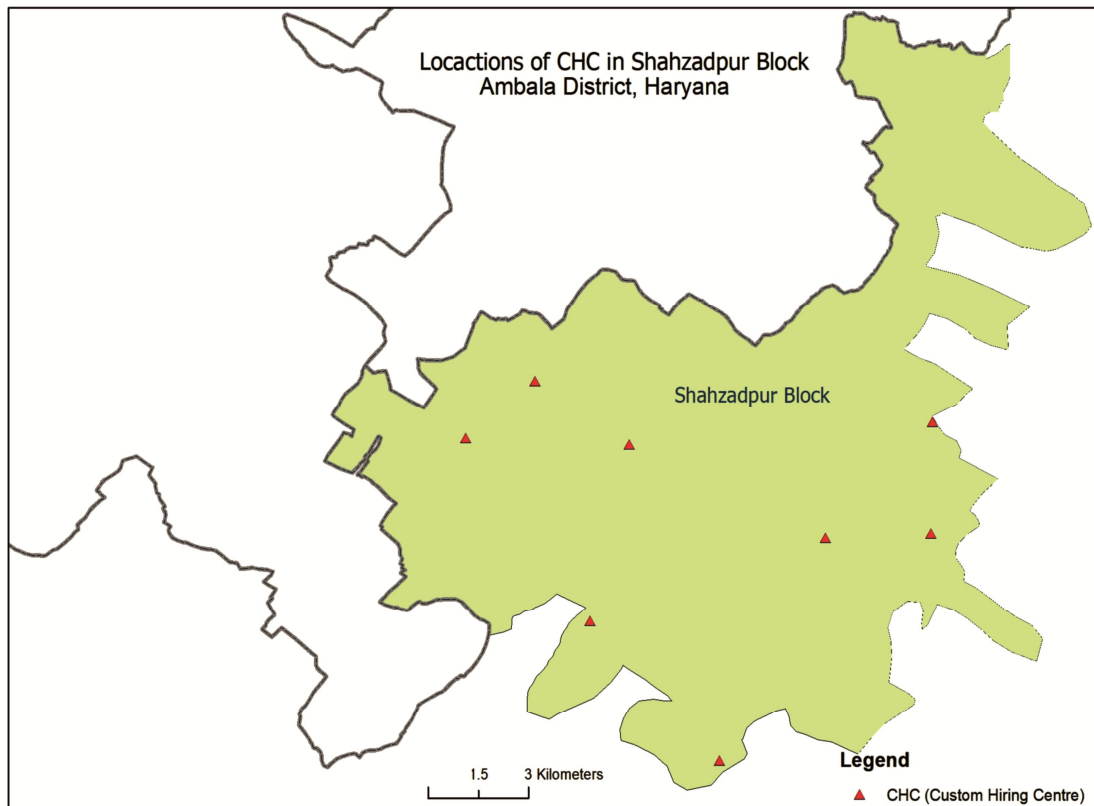 Locactions of CHC in Shahzadpur Block
Ambala District, Haryana
Shahzadpur Block
1.5 3 Kilometers
Legend
CHC (Custom Hiring Centre)